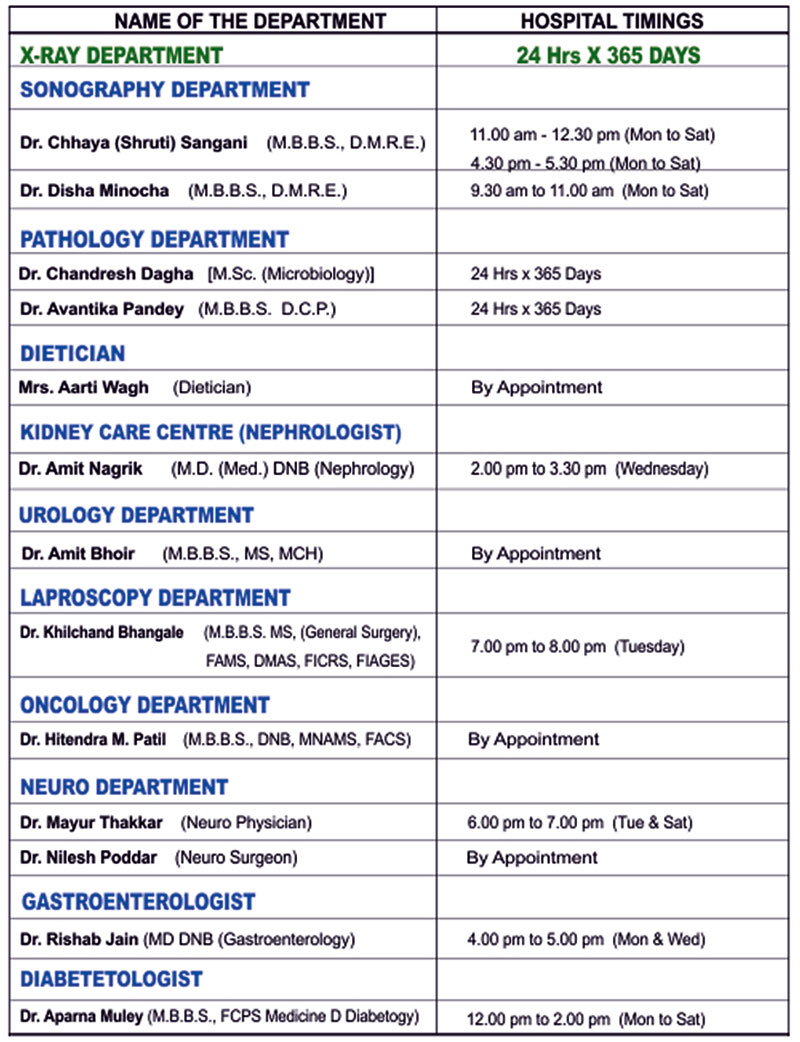 NAME OF THE DEPARTMENT HOSPITAL TIMINGS
X-RAY DEPARTMENT 24 Hrs X 365 DAYS
SONOGRAPHY DEPARTMENT
Dr. Chhaya (Shruti) Sangani (M.B.B.S., D.M.R.E.) 11.00 am - 12.30 pm (Mon to Sat)
4.30 pm - 5.30 pm (Mon to Sat)
Dr. Disha Minocha (M.B.B.S., D.M.R.E.) 9.30 am to 11.00 am (Mon to Sat)
PATHOLOGY DEPARTMENT
Dr. Chandresh Dagha [M.Sc. (Microbiology)] 24 Hrs x 365 Days
Dr. Avantika Pandey (M.B.B.S. D.C.P.) 24 Hrs x 365 Days
DIETICIAN
Mrs. Aarti Wagh (Dietician) By Appointment
KIDNEY CARE CENTRE (NEPHROLOGIST)
Dr. Amit Nagrik (M.D. (Med.) DNB (Nephrology) 2.00 pm to 3.30 pm (Wednesday)
UROLOGY DEPARTMENT
Dr. Amit Bhoir (M.B.B.S., MS, MCH) By Appointment
LAPROSCOPY DEPARTMENT
Dr. Khilchand Bhangale (M.B.B.S. MS, (General Surgery),
FAMS, DMAS, FICRS, FIAGES) 7.00 pm to 8.00 pm (Tuesday)
ONCOLOGY DEPARTMENT
Dr. Hitendra M. Patil (M.B.B.S., DNB, MNAMS, FACS) By Appointment
NEURO DEPARTMENT
Dr. Mayur Thakkar (Neuro Physician) 6.00 pm to 7.00 pm (Tue & Sat)
Dr. Nilesh Poddar (Neuro Surgeon) By Appointment
GASTROENTEROLOGIST
Dr. Rishab Jain (MD DNB (Gastroenterology) 4.00 pm to 5.00 pm (Mon & Wed)
DIABETETOLOGIST
Dr. Aparna Muley (M.B.B.S., FCPS Medicine D Diabetogy) 12.00 pm to 2.00 pm (Mon to Sat)